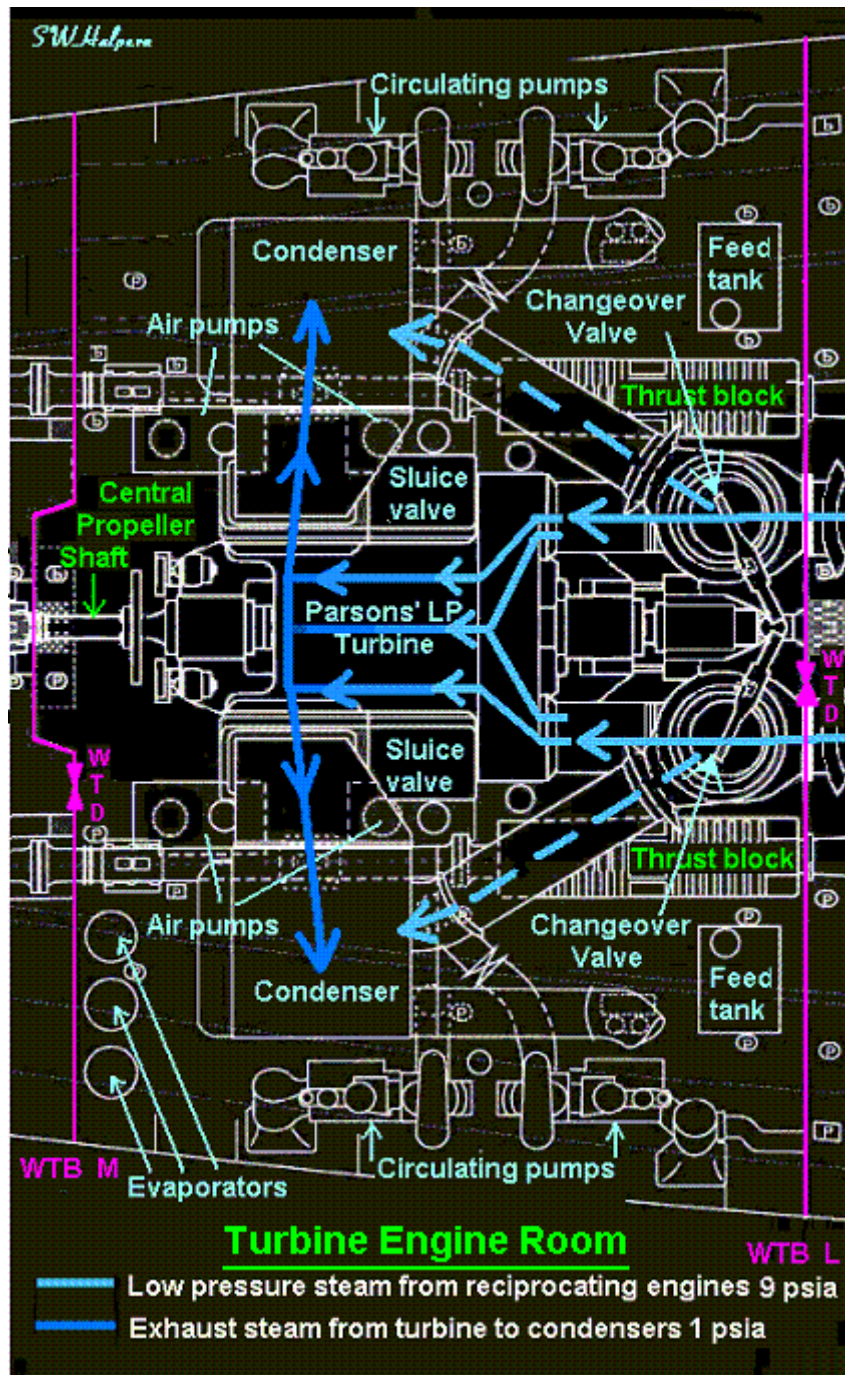 SW_Halpern
Circulating pumps
Condenser
Feed
tank
Changeover
Valve
Air pumps
Thrust block
Sluice
valve
Central
Propeller
Shaft
Parsons' LP
Turbine
W
T
D
W
T
D
Sluice
valve
Thrust block
Air pumps
Changeover
Valve
Condenser
Feed
tank
WTB M
Evaporators
Circulating pumps
Turbine Engine Room
WTB L
Low pressure steam from reciprocating engines 9 psia
Exhaust steam from turbine to condensers 1 psia